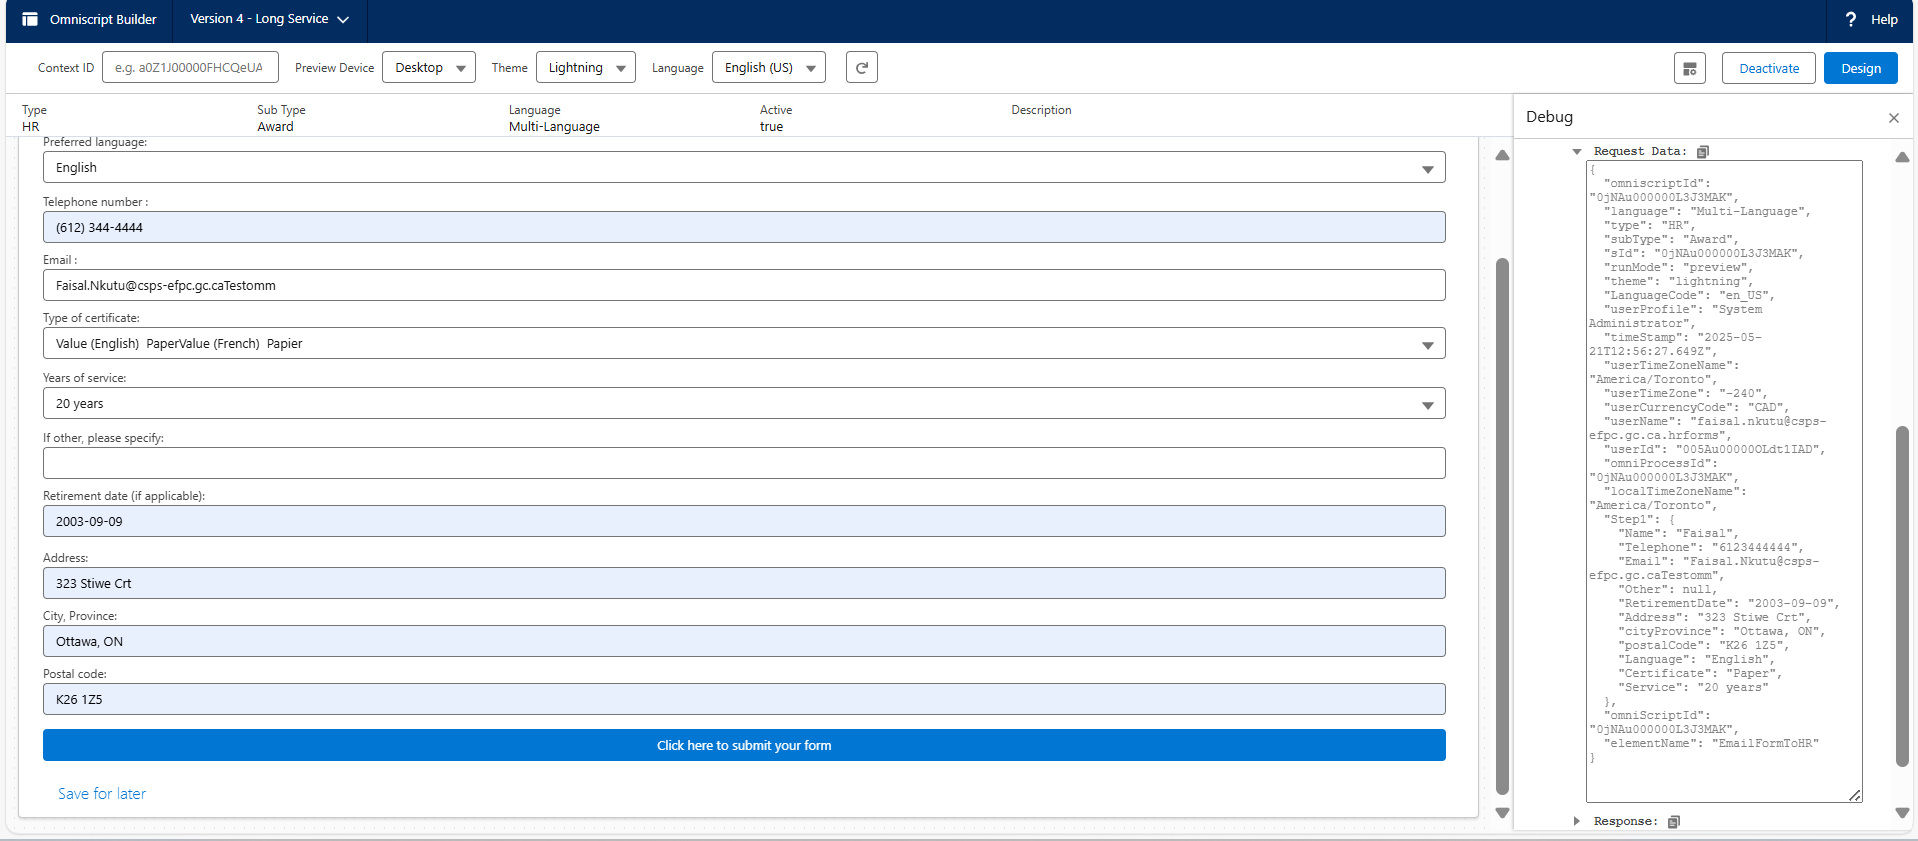 Omniscript Builder
Version 4 - Long Service
Help
Context ID
e.g. a0Z1J00000FHCQeUA
Preview Device
Desktop
Theme
Lightning
Language
English (US)
Deactivate
Design
Type
HR
Sub Type
Award
Language
Multi-Language
Active
true
Description
Preferred language:
English
Telephone number :
(612) 344-4444
Email :
Faisal.Nkutu@csps-efpc.gc.caTestomm
Type of certificate:
Value (English)  PaperValue (French)  Papier
Years of service:
20 years
If other, please specify:
Retirement date (if applicable):
2003-09-09
Address:
323 Stiwe Crt
City, Province:
Ottawa, ON
Postal code:
K26 1Z5
Click here to submit your form
Save for later
Debug
Request Data:
{
"omniscriptId":
"0jNAu000000L3J3MAK",
"language": "Multi-Language",
"type": "HR",
"subType": "Award",
"sId": "0jNAu000000L3J3MAK",
"runMode": "preview",
"theme": "lightning",
"LanguageCode": "en_US",
"userProfile": "System
Administrator",
"timeStamp": "2025-05-
21T12:56:27.649Z",
"userTimeZoneName":
"America/Toronto",
"userTimeZone": "-240",
"userCurrencyCode": "CAD",
"userName": "faisal.nkutu@csps-
efpc.gc.ca.hrforms",
"userId": "005Au00000OLdt1IAD",
"omniProcessId":
"0jNAu000000L3J3MAK",
"localTimeZoneName":
"America/Toronto",
"Step1": {
"Name": "Faisal",
"Telephone": "6123444444",
"Email": "Faisal.Nkutu@csps-
efpc.gc.caTestomm",
"Other": null,
"RetirementDate": "2003-09-09",
"Address": "323 Stiwe Crt",
"cityProvince": "Ottawa, ON",
"postalCode": "K26 1Z5",
"Language": "English",
"Certificate": "Paper",
"Service": "20 years"
},
"omniScriptId":
"0jNAu000000L3J3MAK",
"elementName": "EmailFormToHR"
}
Response: